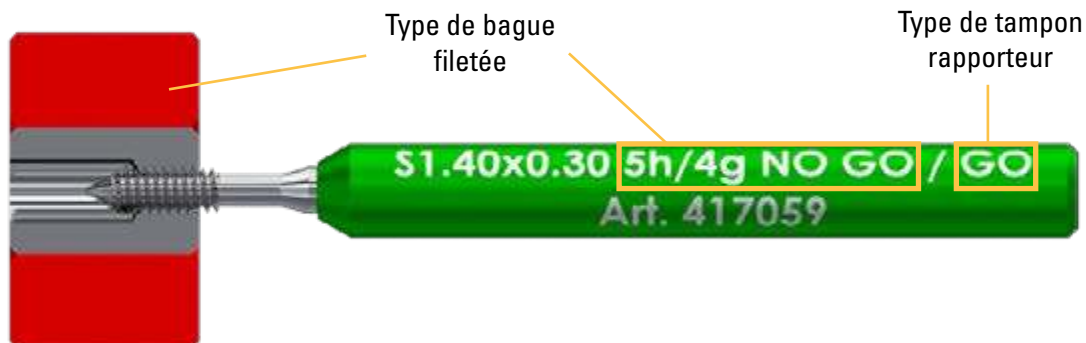 Type de bague
filetée
Type de tampon
rapporteur
S1.40x0.30 5h/4g NO GO / GO
Art. 417059